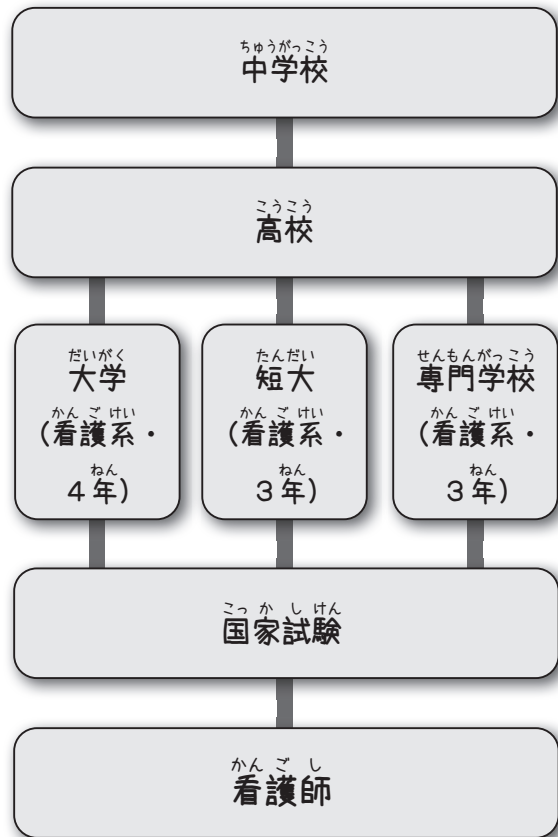 ちゅうがっこう
中学校
こうこう
高校
だいがく
大学
かんごけい
(看護系・
ねん
4年)
たんだい
短大
かんごけい
(看護系・
ねん
3年)
せんもんがっこう
専門学校
かんごけい
(看護系・
ねん
3年)
こっかしけん
国家試験
かんごし
看護師